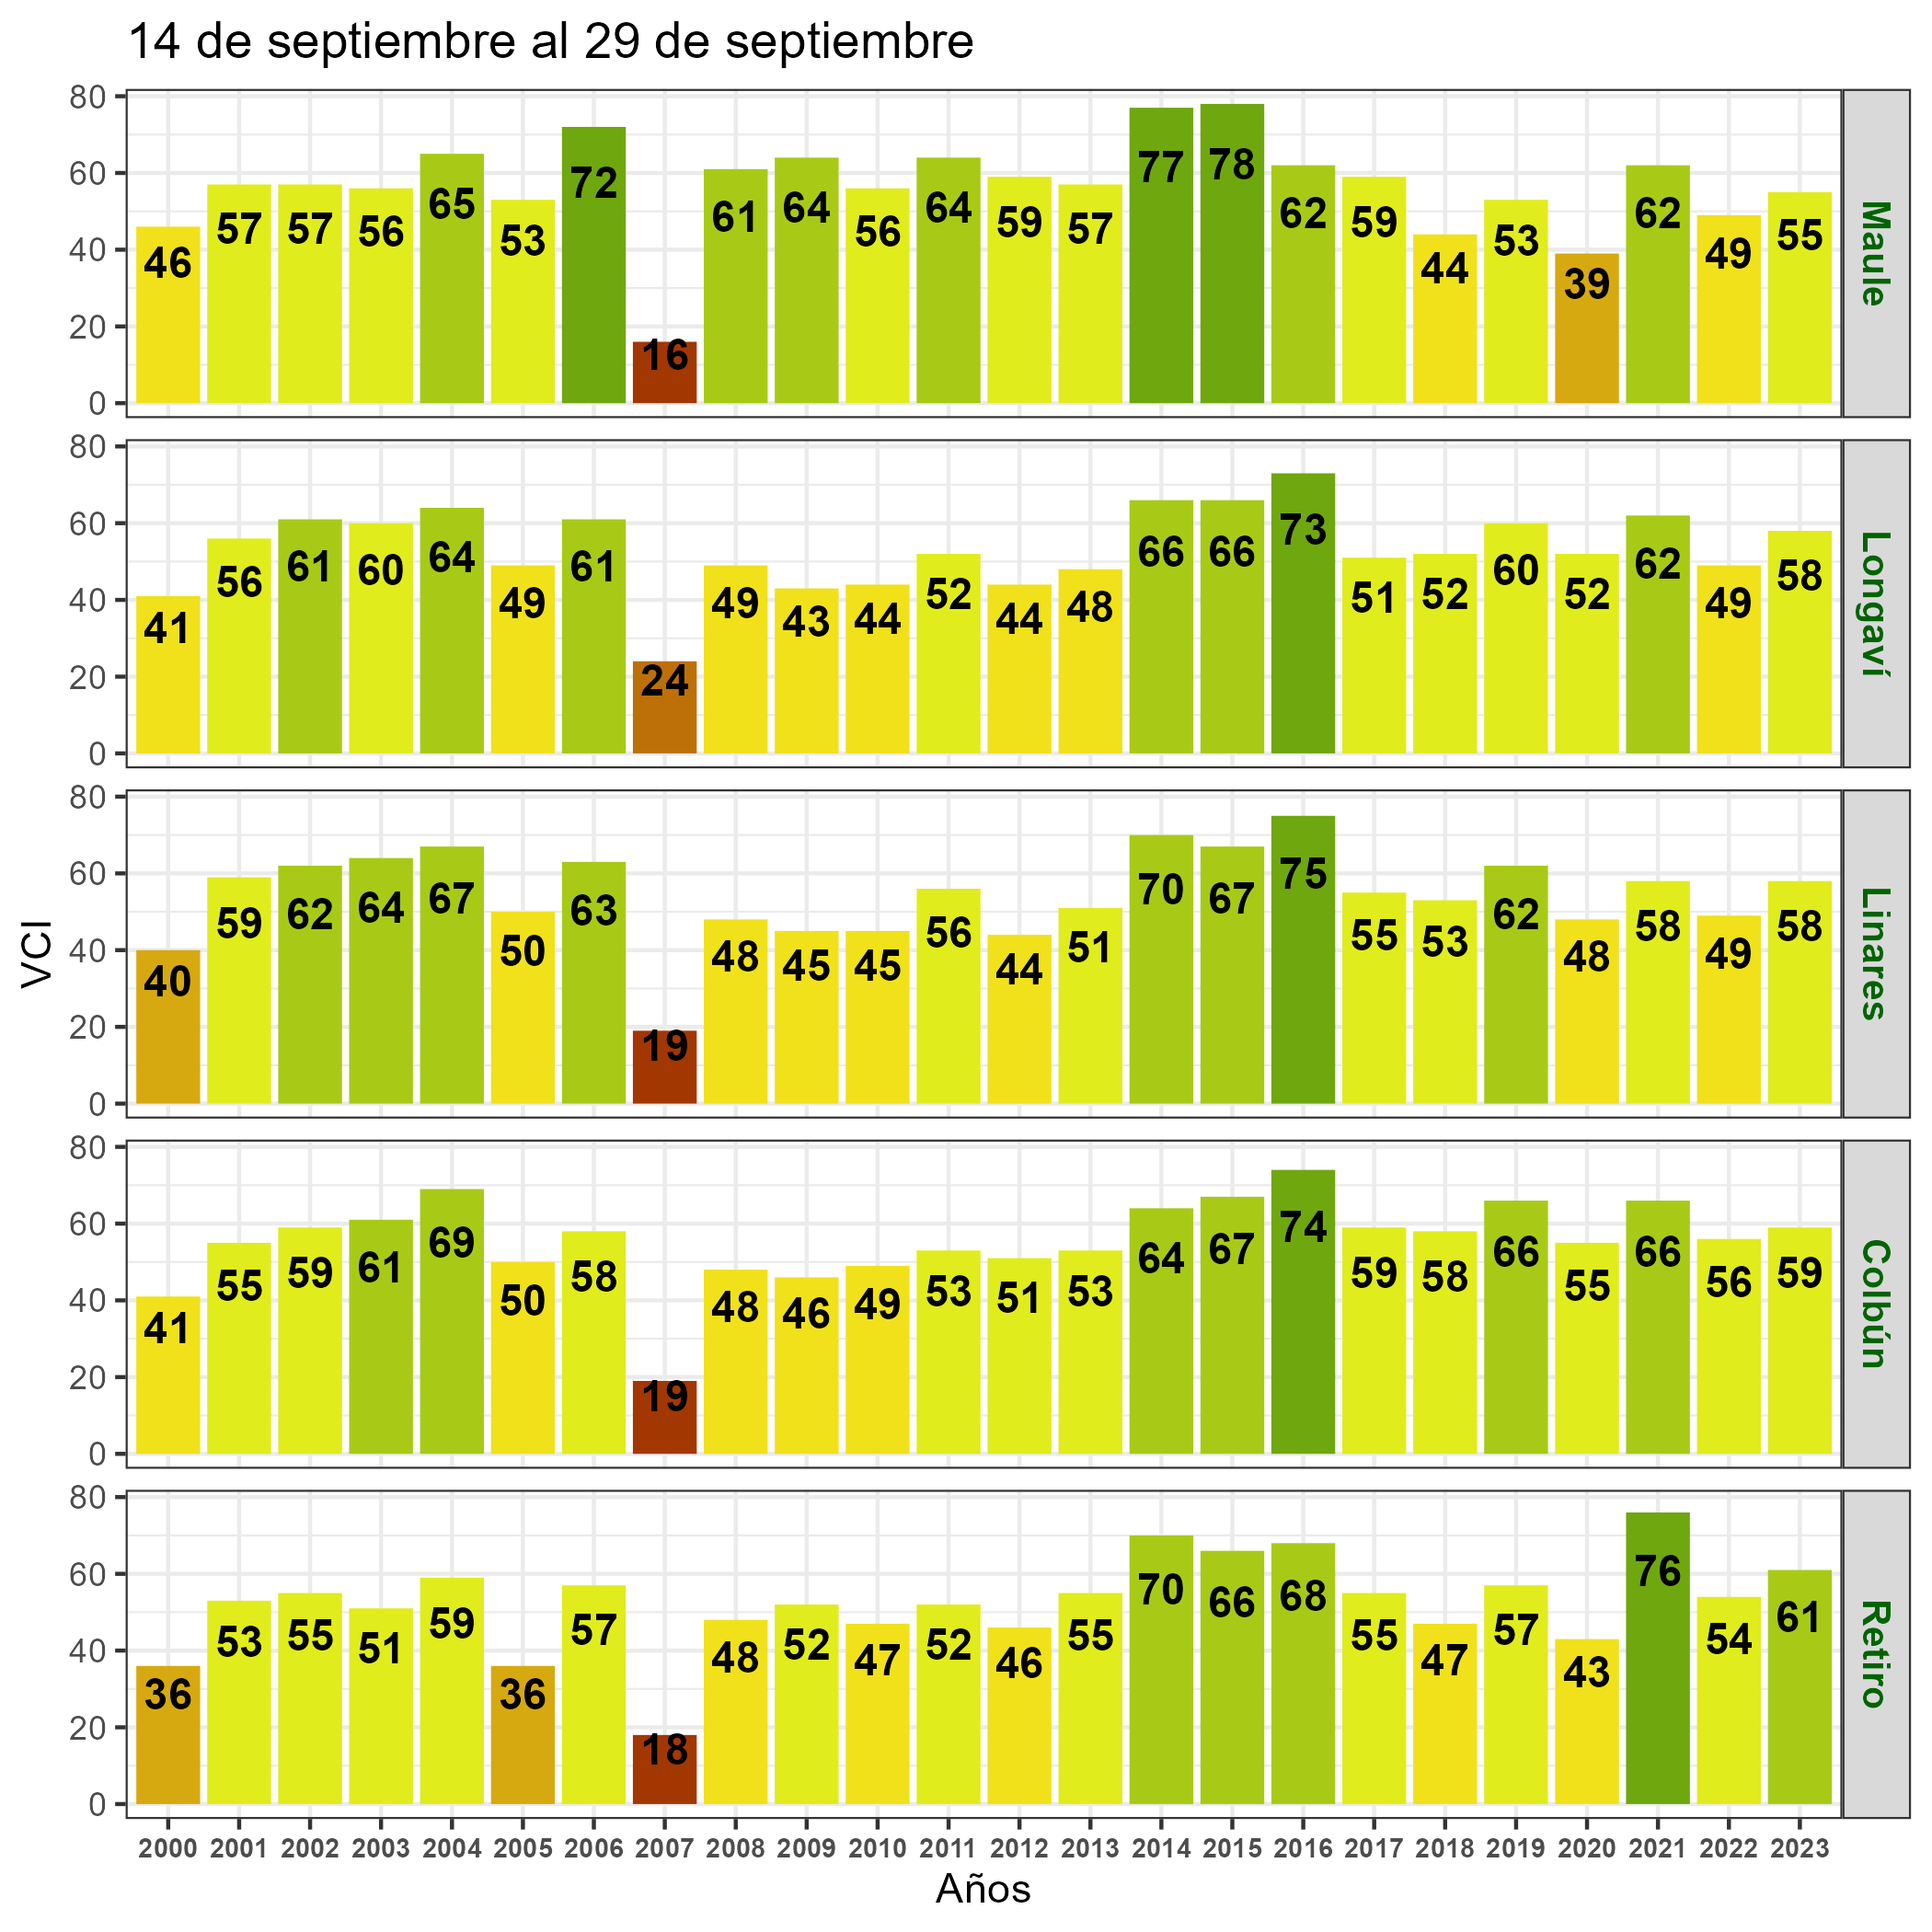 14 de septiembre al 29 de septiembre
80
60
40
20
0
46 57 57 56 65 53 72 16 61 64 56 64 59 57 77 78 62 59 44 53 39 62 49 55
Maule
80
60
40
20
0
41 56 61 60 64 49 61 24 49 43 44 52 44 48 66 66 73 51 52 60 52 62 49 58
Longaví
VCI
80
60
40
20
0
40 59 62 64 67 50 63 19 48 45 45 56 44 51 70 67 75 55 53 62 48 58 49 58
Linares
80
60
40
20
0
41 55 59 61 69 50 58 19 48 46 49 53 51 53 64 67 74 59 58 66 55 66 56 59
Colbún
80
60
40
20
0
36 53 55 51 59 36 57 18 48 52 47 52 46 55 70 66 68 55 47 57 43 76 54 61
Retiro
2000 2001 2002 2003 2004 2005 2006 2007 2008 2009 2010 2011 2012 2013 2014 2015 2016 2017 2018 2019 2020 2021 2022 2023
Años